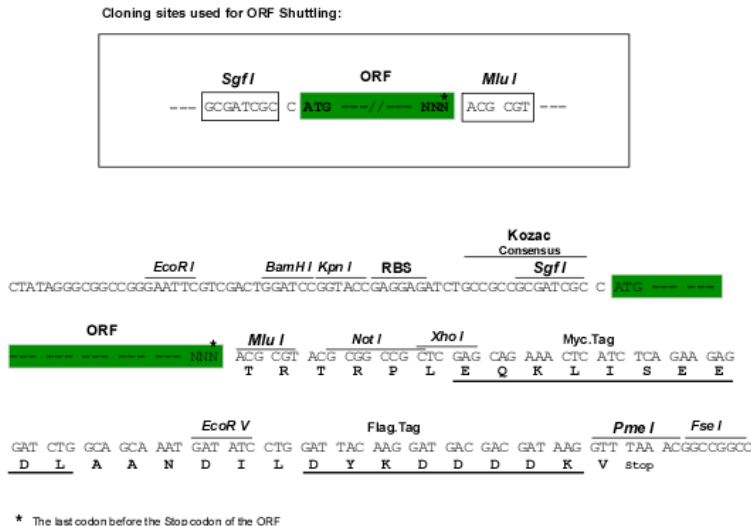 Cloning sites used for ORF Shuttling:
Sgf I ORF Mlu I
*
--- GCGATCGC C ATG ---//--- NNN ACG CGT ---
Kozac
Consensus
EcoR I BamH I Kpn I RBS Sgf I
CTATAGGGCGGCCGGGAATTCGTCGACTGGATCCGGTACCGAGGAGATCTGCCGCCGCGATCGC C ATG --- ---
ORF
* Mlu I Not I Xho I Myc.Tag
--- --- --- --- --- NNN ACG CGT ACG CGG CCG CTC GAG CAG AAA CTC ATC TCA GAA GAG
T R T R P L E Q K L I S E E
EcoR V Flag.Tag Pme I Fse I
GAT CTG GCA GCA AAT GAT ATC CTG GAT TAC AAG GAT GAC GAC GAT AAG GTT TAA ACGGCCGGCC
D L A A N D I L D Y K D D D D K V Stop
* The last codon before the Stop codon of the ORF